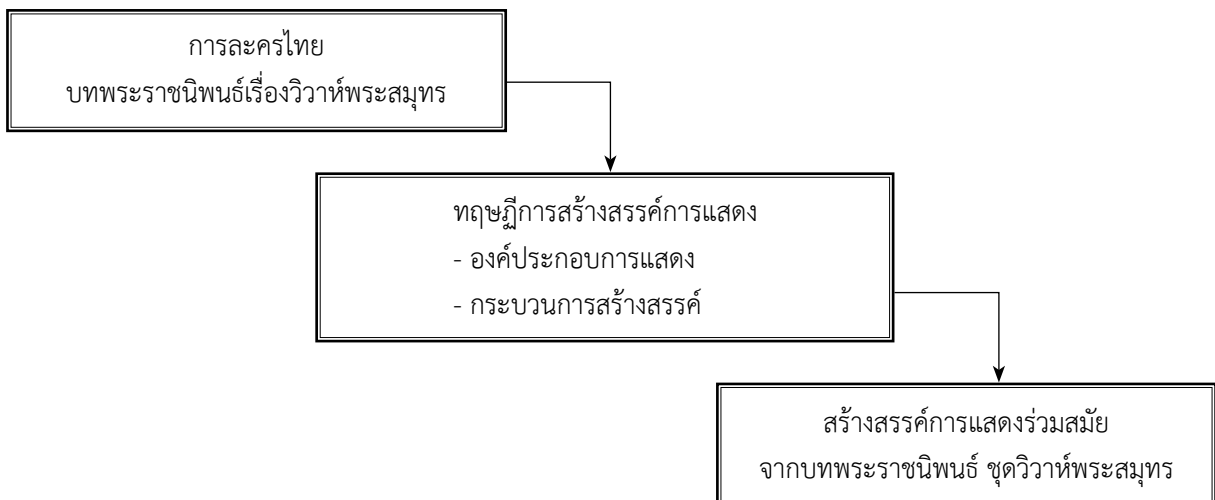 การละครไทย
บทพระราชนิพนธ์เรื่องวิวาห์พระสมุทร
ทฤษฏีการสร้างสรรค์การแสดง
- องค์ประกอบการแสดง
- กระบวนการสร้างสรรค์
สร้างสรรค์การแสดงร่วมสมัย
จากบทพระราชนิพนธ์ ชุดวิวาห์พระสมุทร